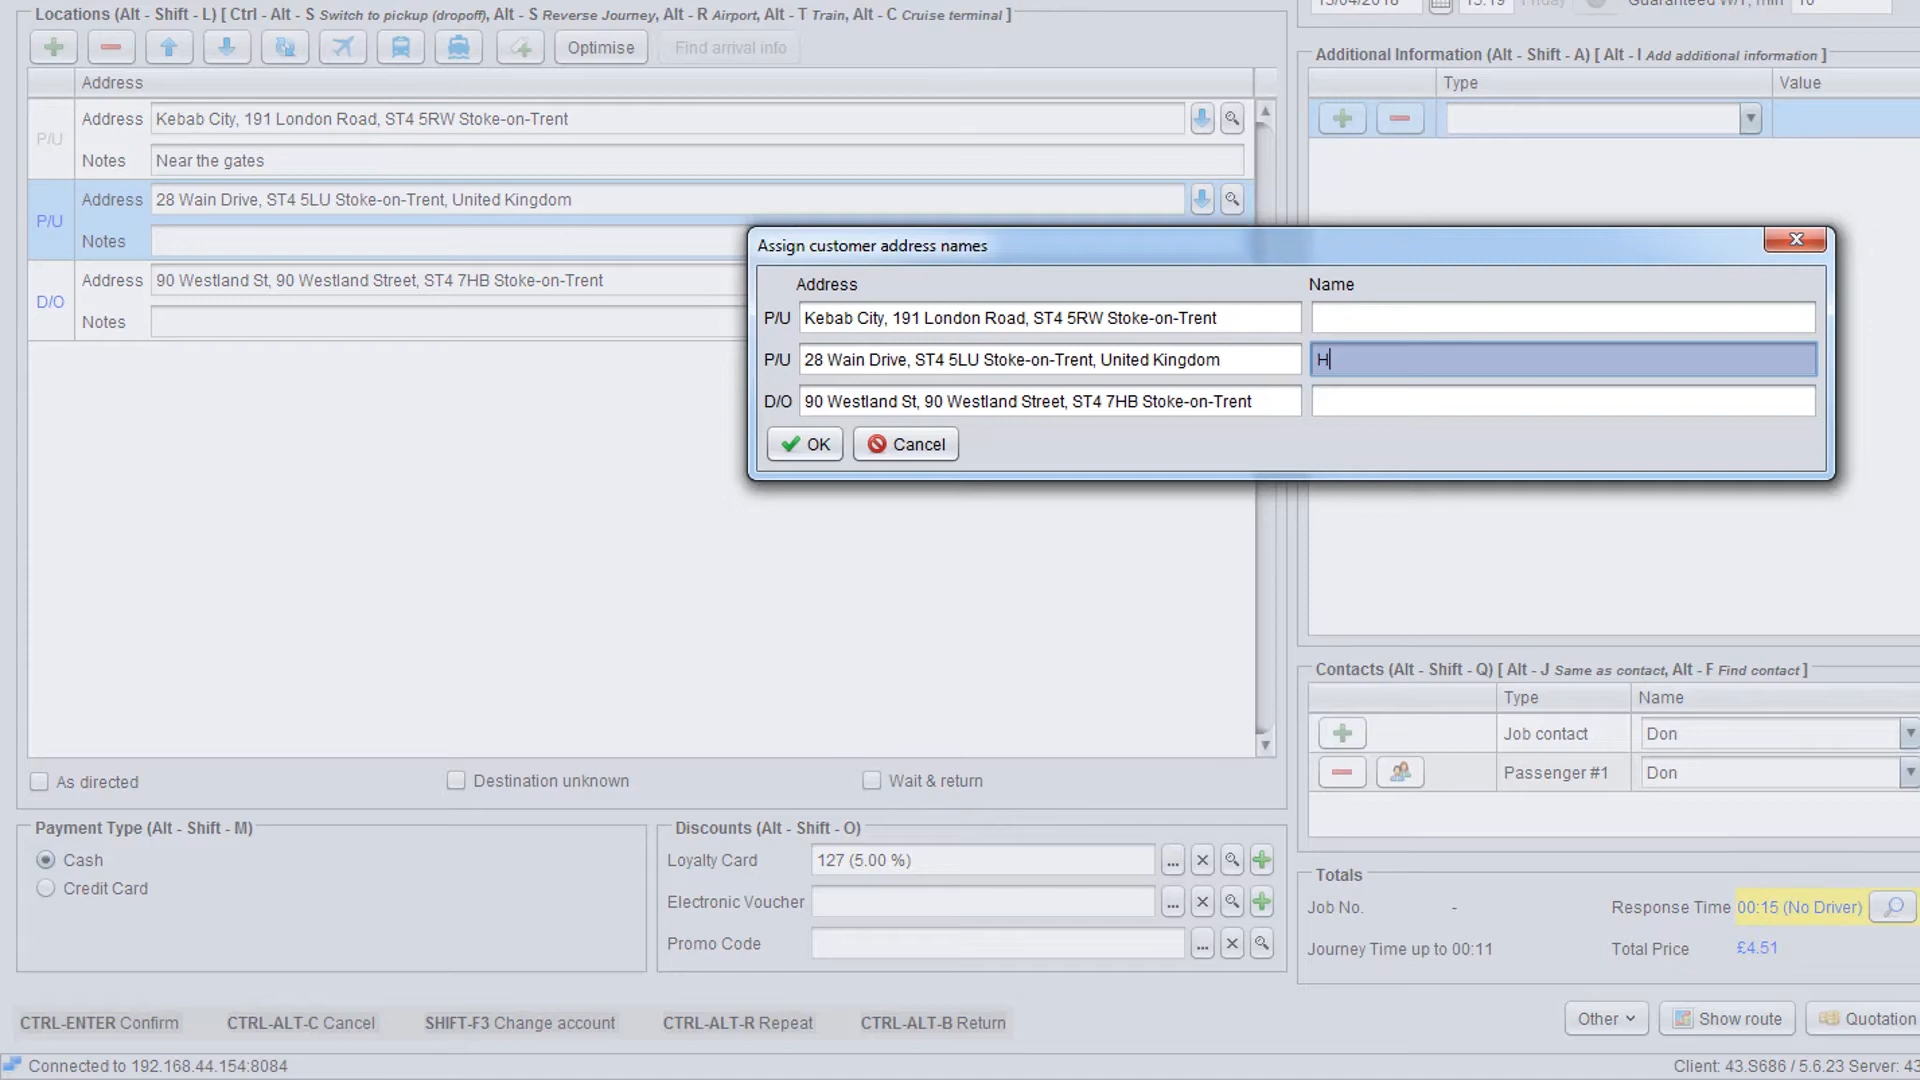 Locations (Alt - Shift - L) [ Ctrl - Alt - S Switch to pickup (dropoff), Alt - S Reverse Journey, Alt - R Airport, Alt - T Train, Alt - C Cruise terminal ]
Optimise
Find arrival info
Address
P/U
Address
Kebab City, 191 London Road, ST4 5RW Stoke-on-Trent
Notes
Near the gates
P/U
Address
28 Wain Drive, ST4 5LU Stoke-on-Trent, United Kingdom
Notes
D/O
Address
90 Westland St, 90 Westland Street, ST4 7HB Stoke-on-Trent
Notes
As directed
Destination unknown
Wait & return
Additional Information (Alt - Shift - A) [ Alt - I Add additional information ]
Type
Value
Assign customer address names
Address
Name
P/U
Kebab City, 191 London Road, ST4 5RW Stoke-on-Trent
P/U
28 Wain Drive, ST4 5LU Stoke-on-Trent, United Kingdom
H
D/O
90 Westland St, 90 Westland Street, ST4 7HB Stoke-on-Trent
OK
Cancel
Contacts (Alt - Shift - Q) [ Alt - J Same as contact, Alt - F Find contact ]
Type
Name
Job contact
Don
Passenger #1
Don
Payment Type (Alt - Shift - M)
Cash
Credit Card
Discounts (Alt - Shift - O)
Loyalty Card
127 (5.00 %)
...
Electronic Voucher
...
Promo Code
...
Totals
Job No.
-
Response Time
00:15 (No Driver)
Journey Time up to 00:11
Total Price
£4.51
CTRL-ENTER Confirm
CTRL-ALT-C Cancel
SHIFT-F3 Change account
CTRL-ALT-R Repeat
CTRL-ALT-B Return
Other
Show route
Quotation
Connected to 192.168.44.154:8084
Client: 43.S686 / 5.6.23 Server: 43